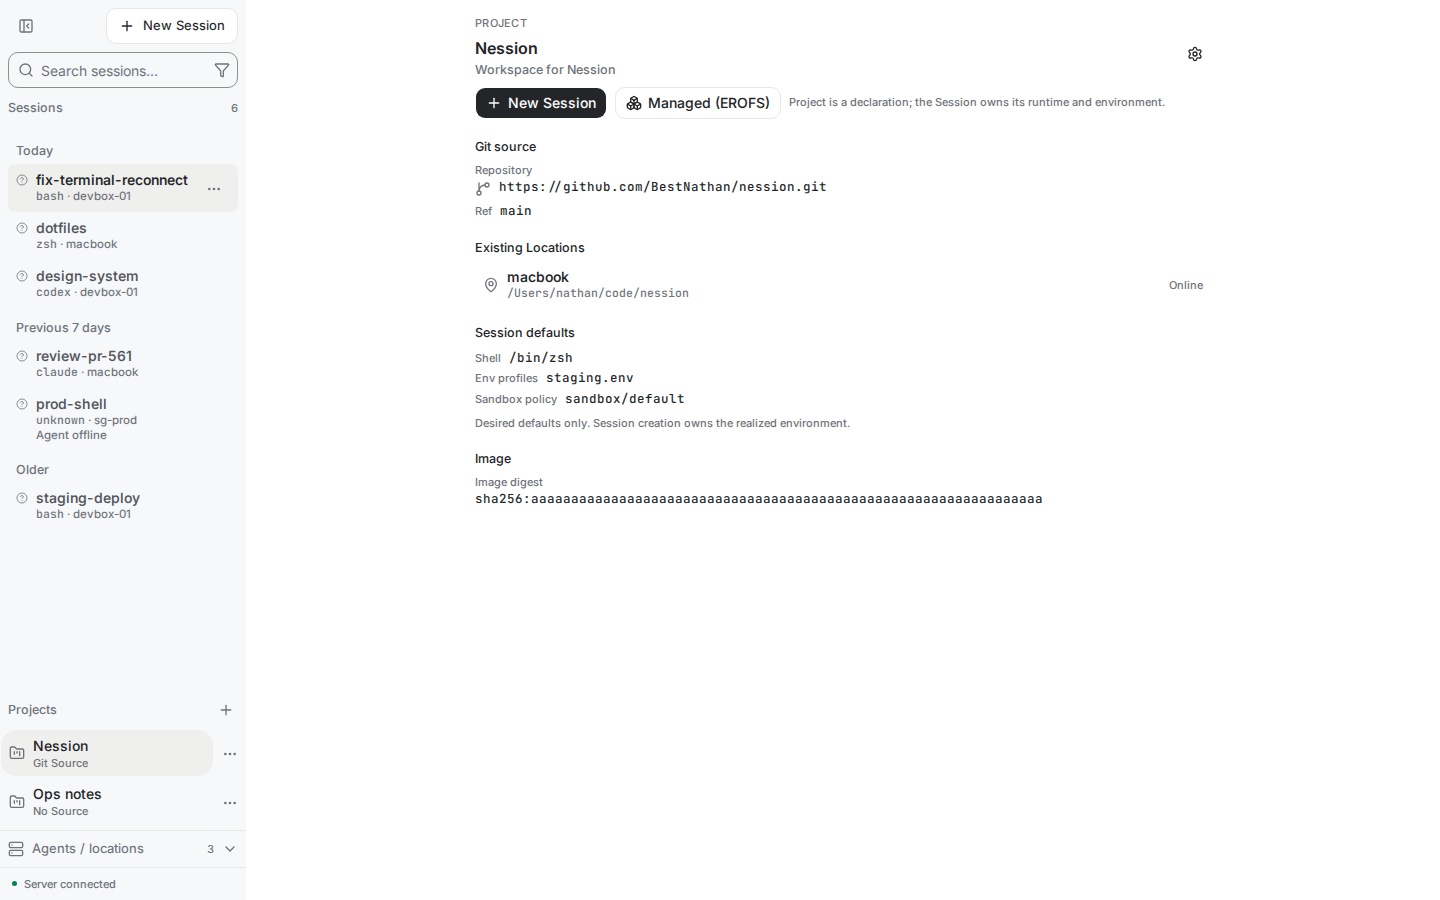 New Session
Search sessions...
Sessions 6
Today
fix-terminal-reconnect
bash · devbox-01
dotfiles
zsh · macbook
design-system
codex · devbox-01
Previous 7 days
review-pr-561
claude · macbook
prod-shell
unknown · sg-prod
Agent offline
Older
staging-deploy
bash · devbox-01
Projects
Nession
Git Source
Ops notes
No Source
Agents / locations 3
Server connected
PROJECT
Nession
Workspace for Nession
New Session Managed (EROFS) Project is a declaration; the Session owns its runtime and environment.
Git source
Repository
https://github.com/BestNathan/nession.git
Ref main
Existing Locations
macbook
/Users/nathan/code/nession
Online
Session defaults
Shell /bin/zsh
Env profiles staging.env
Sandbox policy sandbox/default
Desired defaults only. Session creation owns the realized environment.
Image
Image digest
sha256:aaaaaaaaaaaaaaaaaaaaaaaaaaaaaaaaaaaaaaaaaaaaaaaaaaaaaaaaaaaaaaaa